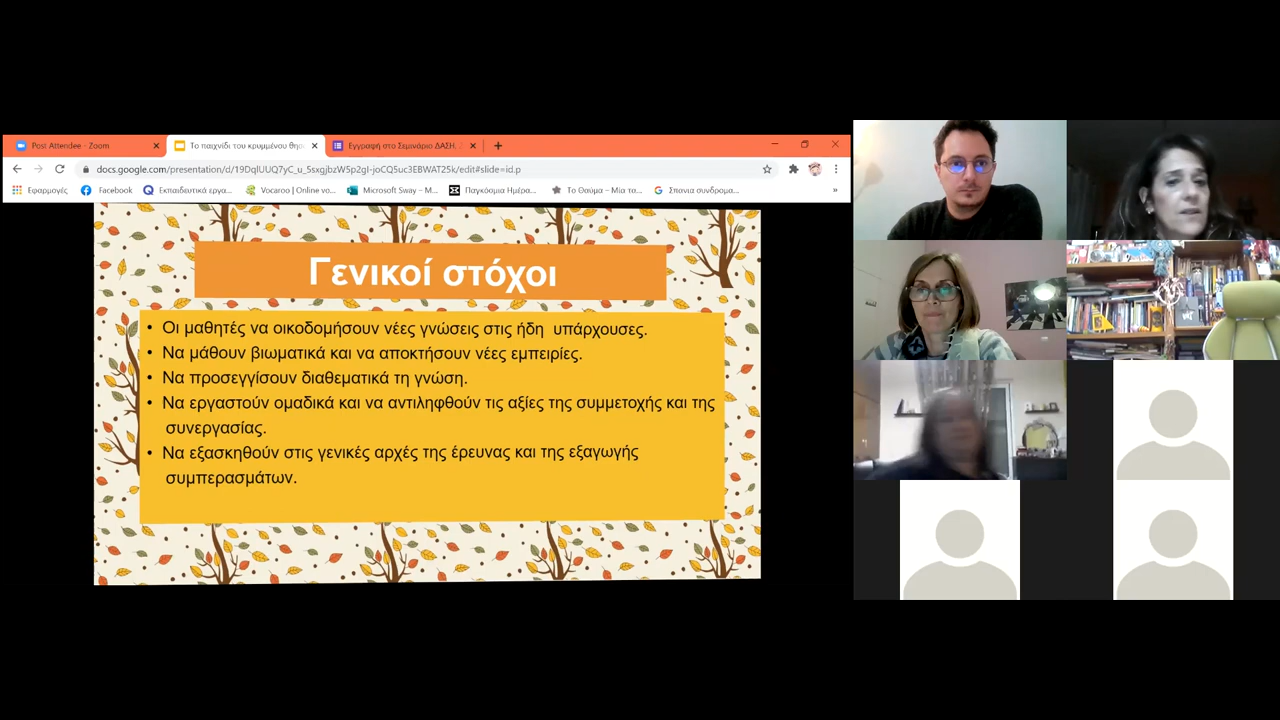 Post Attendee - Zoom
Το παιχνίδι του κρυμμένου θησ
Εγγραφή στο Σεμινάριο ΔΑΣΗ.
docs.google.com/presentation/d/19DqlUUQ7yC_u_5sxgjbzW5p2gI-joCQ5uc3EBWAT25k/edit#slide=id.p
Εφαρμογές
Facebook
Εκπαιδευτικά εργα...
Vocaroo | Online vo...
Microsoft Sway – M...
Παγκόσμια Ημέρα...
Το Θαύμα – Μία τα...
Σπανια συνδρομα...
Γενικοί στόχοι
• Οι μαθητές να οικοδομήσουν νέες γνώσεις στις ήδη υπάρχουσες.
• Να μάθουν βιωματικά και να αποκτήσουν νέες εμπειρίες.
• Να προσεγγίσουν διαθεματικά τη γνώση.
• Να εργαστούν ομαδικά και να αντιληφθούν τις αξίες της συμμετοχής και της
συνεργασίας.
• Να εξασκηθούν στις γενικές αρχές της έρευνας και της εξαγωγής
συμπερασμάτων.